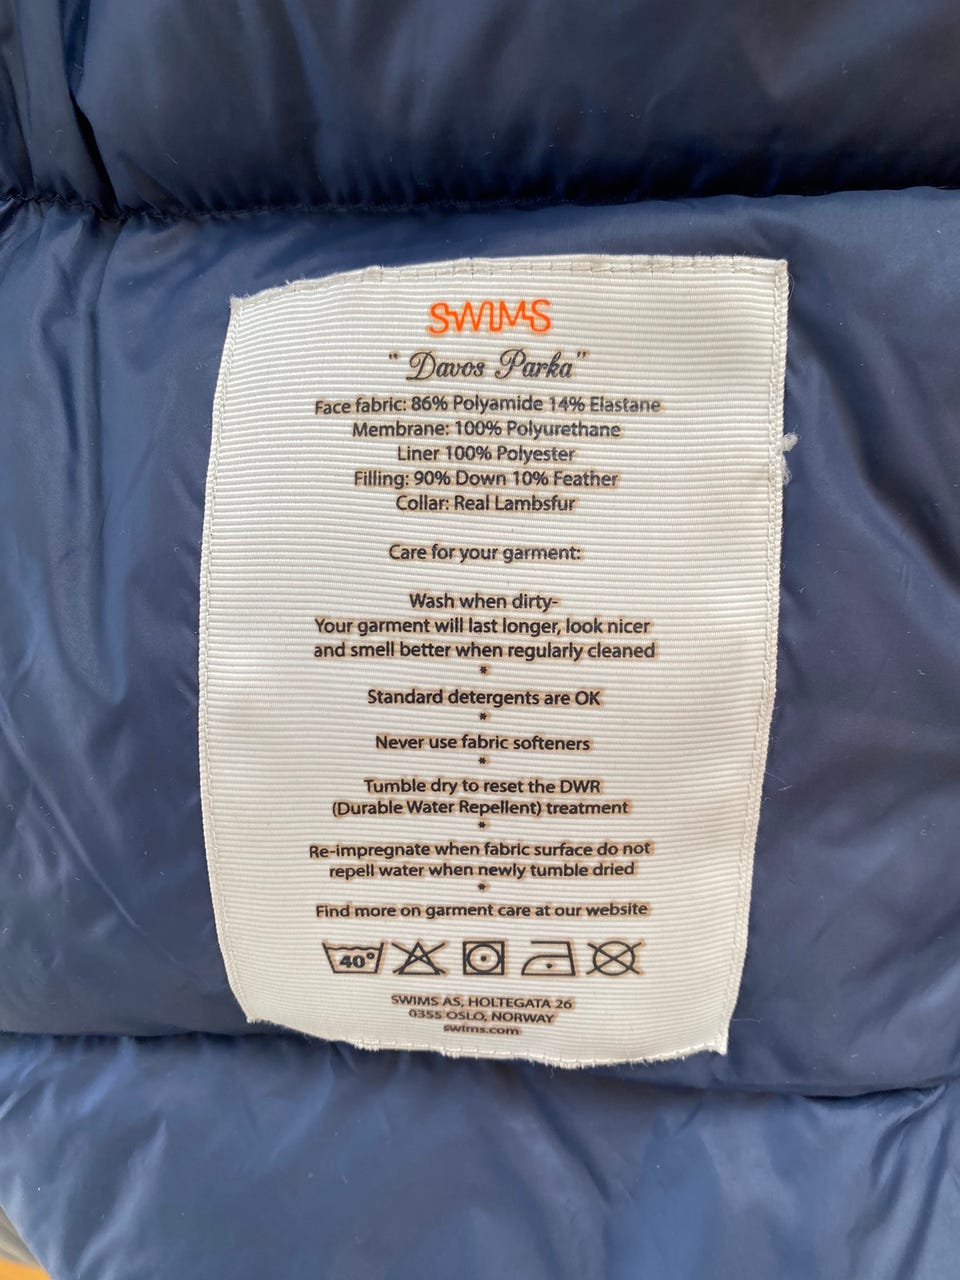 SWIMS
"Davos Parka"
Face fabric: 86% Polyamide 14% Elastane
Membrane: 100% Polyurethane
Liner 100% Polyester
Filling: 90% Down 10% Feather
Collar: Real Lambsfur
Care for your garment:
Wash when dirty-
Your garment will last longer, look nicer
and smell better when regularly cleaned
*
Standard detergents are OK
*
Never use fabric softeners
*
Tumble dry to reset the DWR
(Durable Water Repellent) treatment
*
Re-impregnate when fabric surface do not
repell water when newly tumble dried
*
Find more on garment care at our website
40°
SWIMS AS, HOLTEGATA 26
0355 OSLO, NORWAY
swims.com